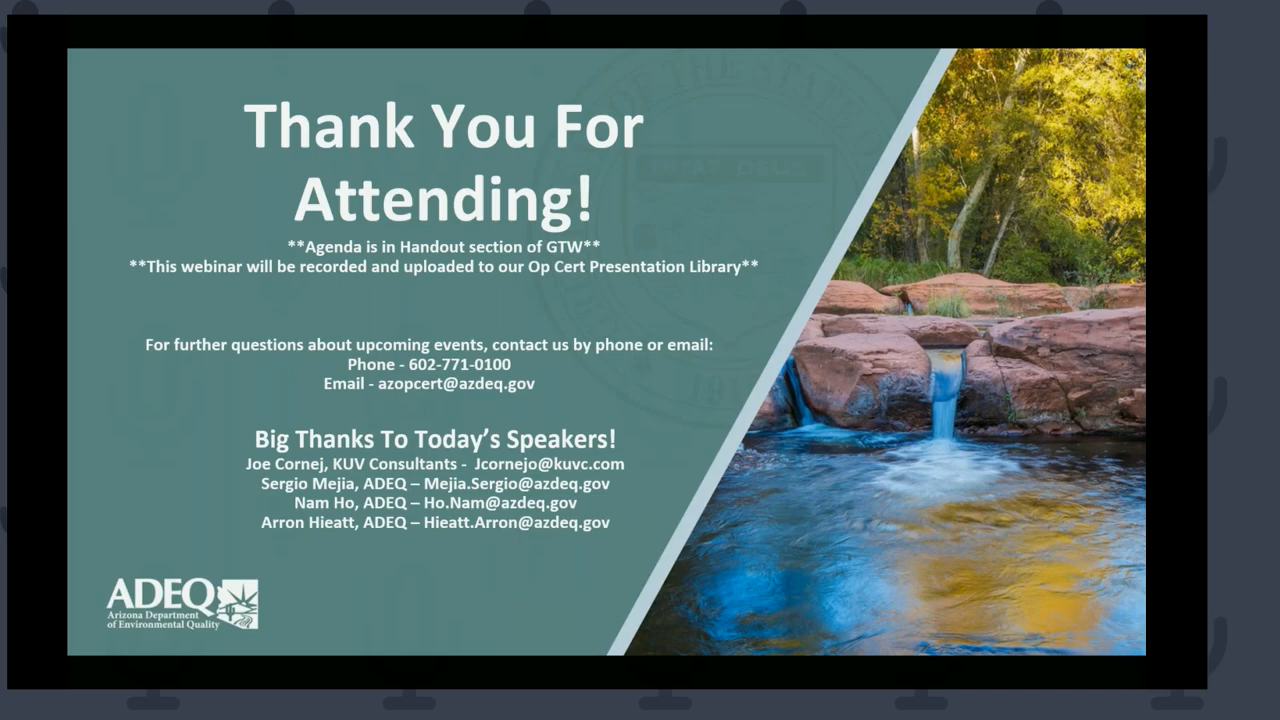 Thank You For
Attending!
**Agenda is in Handout section of GTW**
**This webinar will be recorded and uploaded to our Op Cert Presentation Library**
For further questions about upcoming events, contact us by phone or email:
Phone - 602-771-0100
Email - azopcert@azdeq.gov
Big Thanks To Today’s Speakers!
Joe Cornej, KUV Consultants -  Jcornejo@kuvc.com
Sergio Mejia, ADEQ – Mejia.Sergio@azdeq.gov
Nam Ho, ADEQ – Ho.Nam@azdeq.gov
Arron Hieatt, ADEQ – Hieatt.Arron@azdeq.gov
ADEQ
Arizona Department
of Environmental Quality